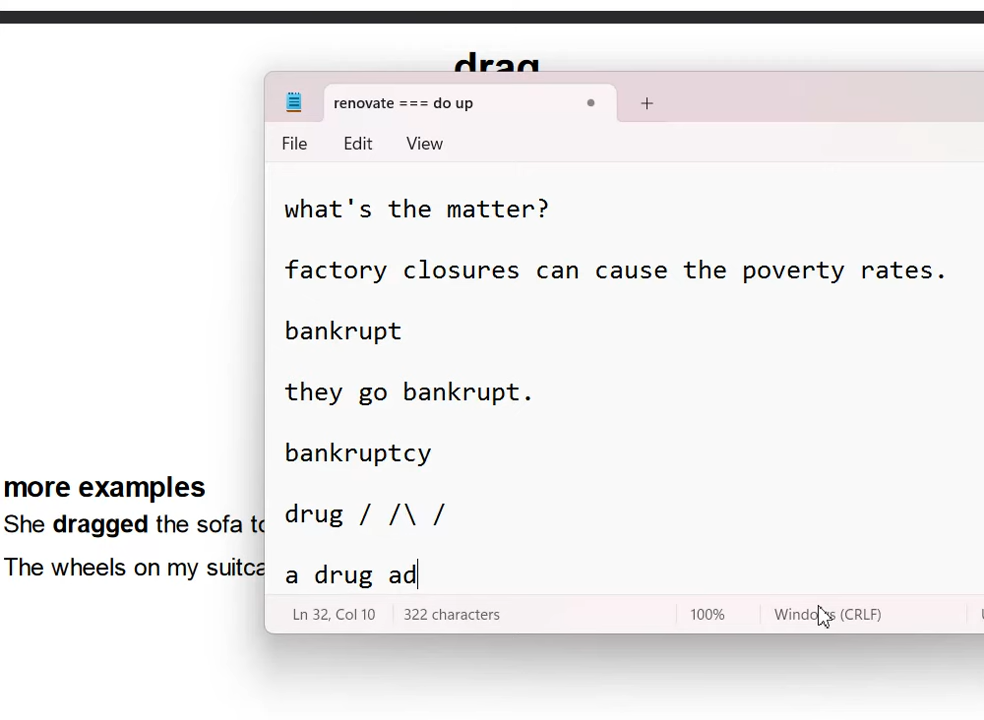 drag
renovate === do up
File Edit View
what's the matter?
factory closures can cause the poverty rates.
bankrupt
they go bankrupt.
bankruptcy
drug / /\ /
a drug ad
more examples
She dragged the sofa to
The wheels on my suitca
Ln 32, Col 10 322 characters 100% Windows (CRLF)